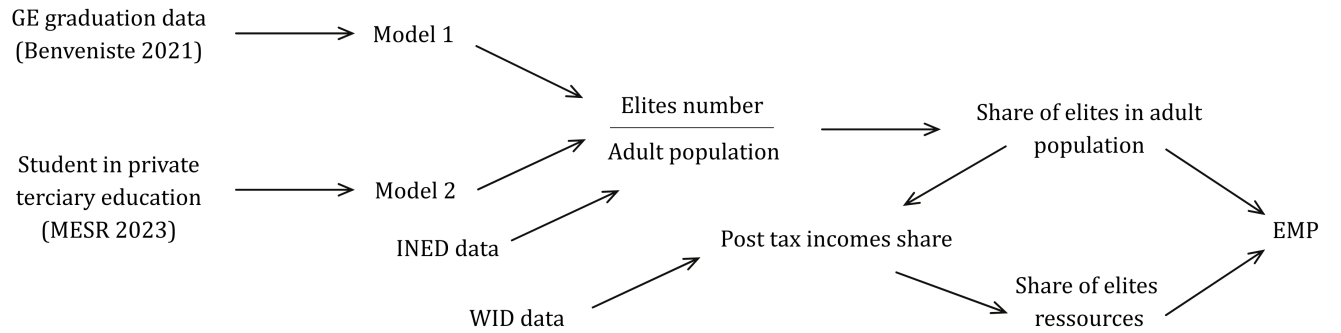 GE graduation data
(Benveniste 2021)
Model 1
Student in private
terciary education
(MESR 2023)
Model 2
INED data
Elites number
Adult population
WID data
Share of elites in adult
population
Post tax incomes share
Share of elites
ressources
EMP